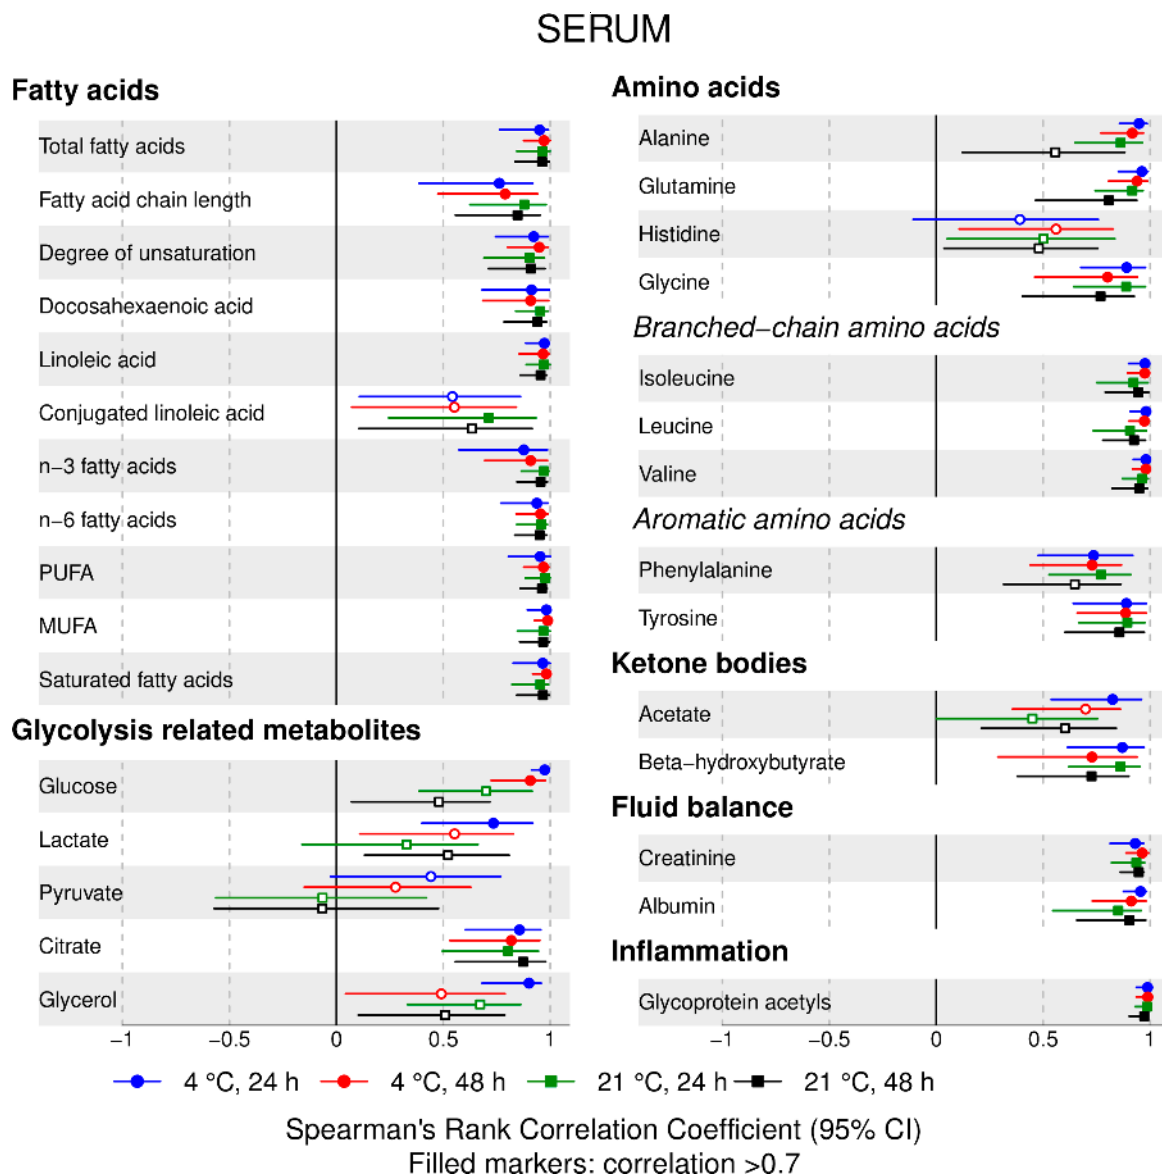 SERUM
Fatty acids
Total fatty acids
Fatty acid chain length
Degree of unsaturation
Docosahexaenoic acid
Linoleic acid
Conjugated linoleic acid
n−3 fatty acids
n−6 fatty acids
PUFA
MUFA
Saturated fatty acids
Glycolysis related metabolites
Glucose
Lactate
Pyruvate
Citrate
Glycerol
−1 −0.5 0 0.5 1
Amino acids
Alanine
Glutamine
Histidine
Glycine
Branched−chain amino acids
Isoleucine
Leucine
Valine
Aromatic amino acids
Phenylalanine
Tyrosine
Ketone bodies
Acetate
Beta−hydroxybutyrate
Fluid balance
Creatinine
Albumin
Inflammation
Glycoprotein acetyls
−1 −0.5 0 0.5 1
4 °C, 24 h 4 °C, 48 h 21 °C, 24 h 21 °C, 48 h
Spearman's Rank Correlation Coefficient (95% CI)
Filled markers: correlation >0.7